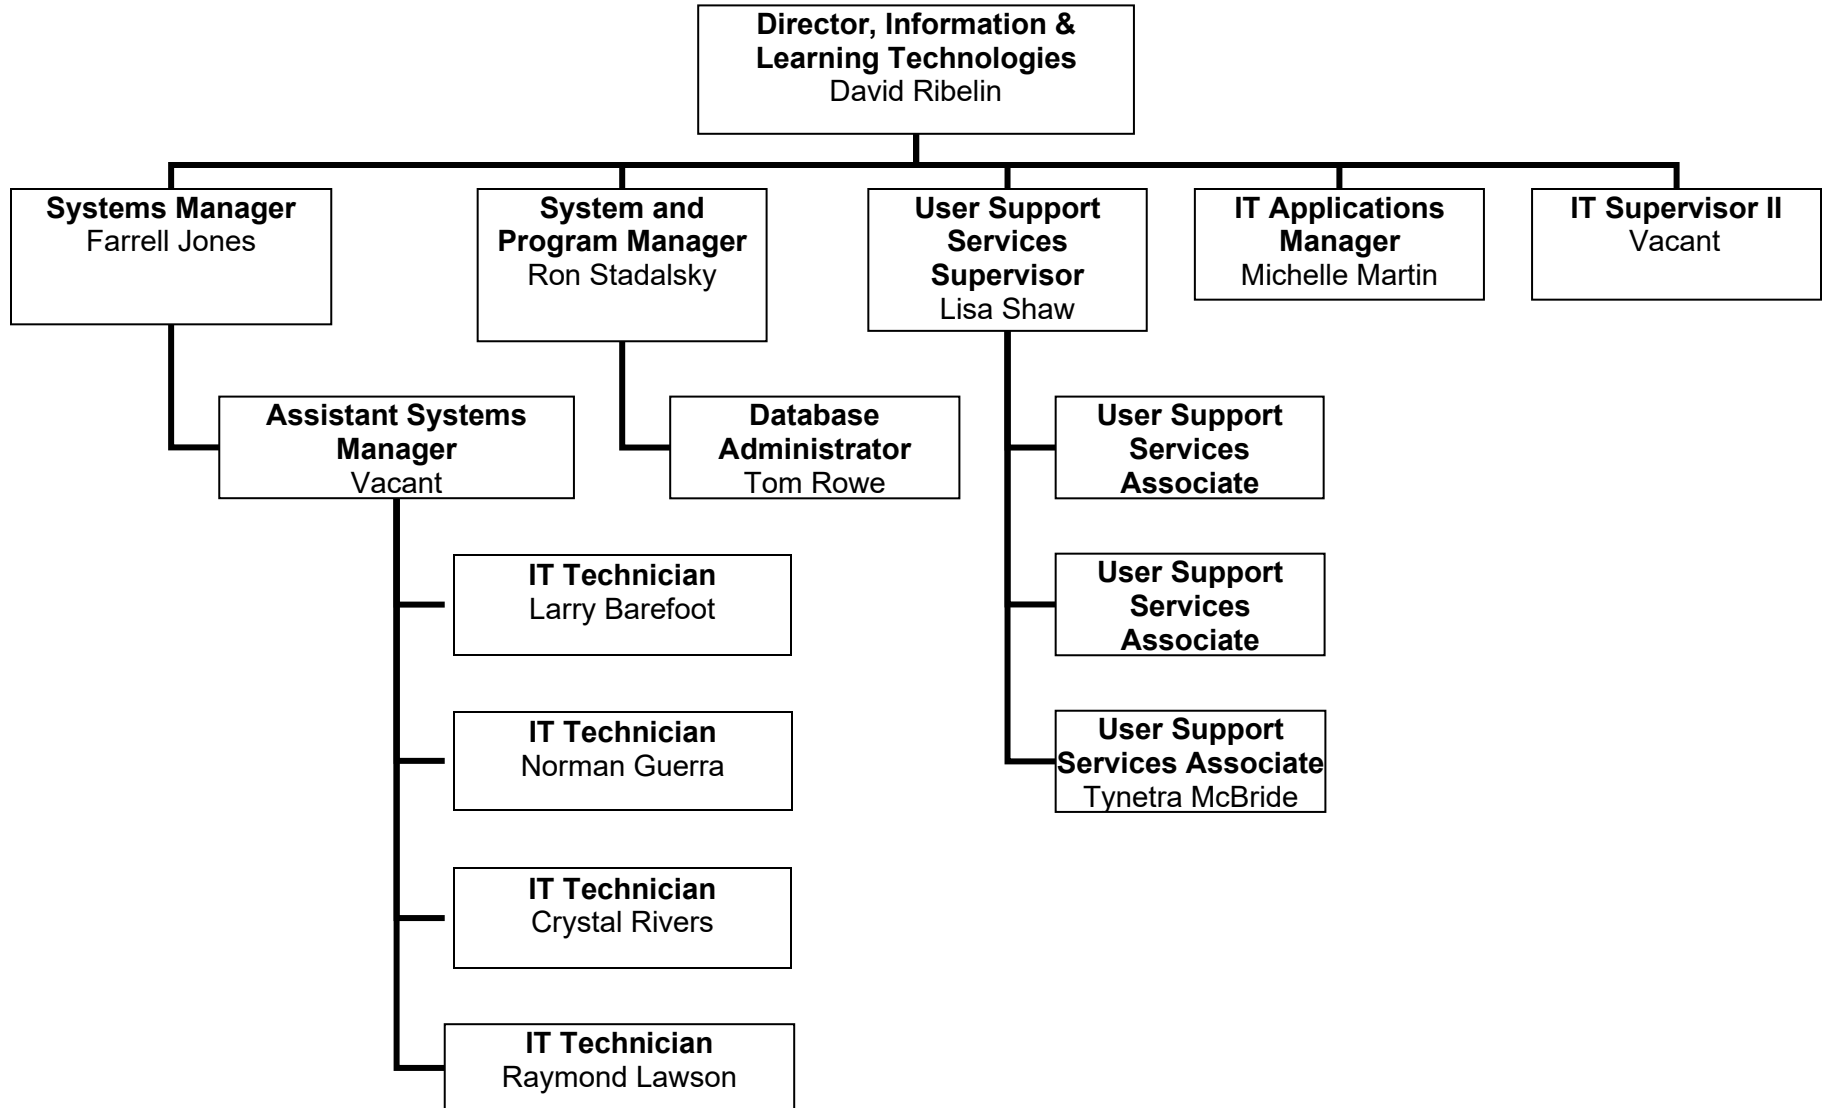 Director, Information &
Learning Technologies
David Ribelin
Systems Manager
Farrell Jones
System and
Program Manager
Ron Stadalsky
User Support
Services
Supervisor
Lisa Shaw
IT Applications
Manager
Michelle Martin
IT Supervisor II
Vacant
Assistant Systems
Manager
Vacant
Database
Administrator
Tom Rowe
User Support
Services
Associate
IT Technician
Larry Barefoot
User Support
Services
Associate
IT Technician
Norman Guerra
User Support
Services Associate
Tynetra McBride
IT Technician
Crystal Rivers
IT Technician
Raymond Lawson